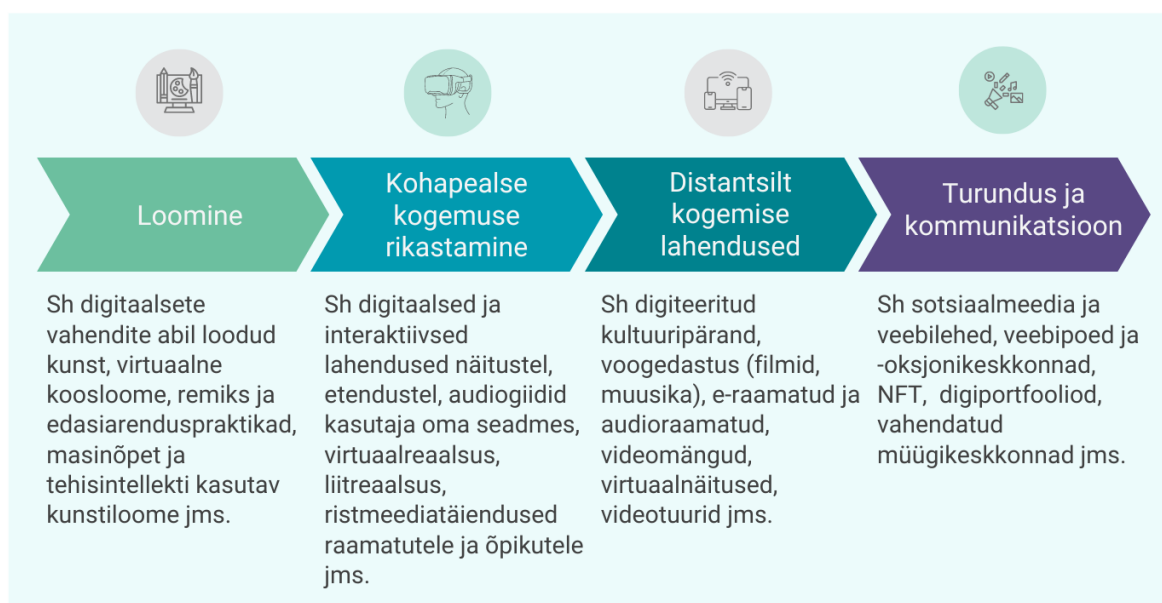 Loomine
Kohapealse
kogemuse
rikastamine
Distantsilt
kogemise
lahendused
Turundus ja
kommunikatsioon
Sh digitaalsete
vahendite abil loodud
kunst, virtuaalne
koosloome, remiks ja
edasiarenduspraktikad,
masinõpet ja
tehisintellekti kasutav
kunstiloome jms.
Sh digitaalsed ja
interaktiivsed
lahendused näitustel,
etendustel, audiogiidid
kasutaja oma seadmes,
virtuaalreaalsus,
liitreaalsus,
ristmeediatäiendused
raamatutele ja õpikutele
jms.
Sh digiteeritud
kultuuripärand,
voogedastus (filmid,
muusika), e-raamatud ja
audioraamatud,
videomängud,
virtuaalnäitused,
videotuurid jms.
Sh sotsiaalmeedia ja
veebilehed, veebipoed ja
-oksjonikeskkonnad,
NFT, digiportfooliod,
vahendatud
müügikeskkonnad jms.